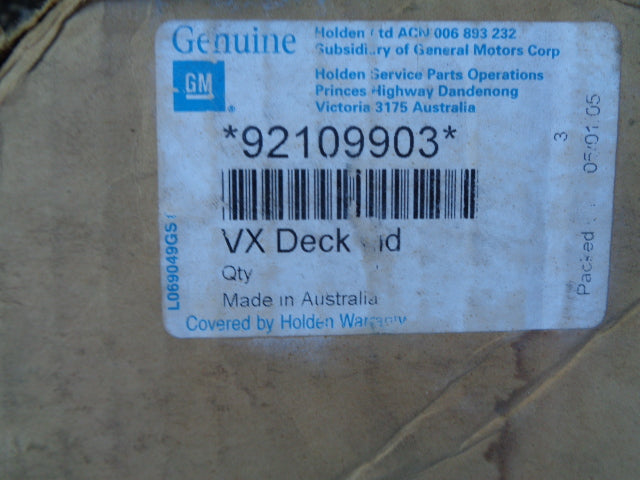 Genuine
GM
Holden Ltd ACN 006 893 232
Subsidiary of General Motors Corp
Holden Service Parts Operations
Princes Highway Dandenong
Victoria 3175 Australia
*92109903*
VX Deck
Qty
Made in Australia
Covered by Holden Warranty
L069049GS
3
Packed 05/01/05